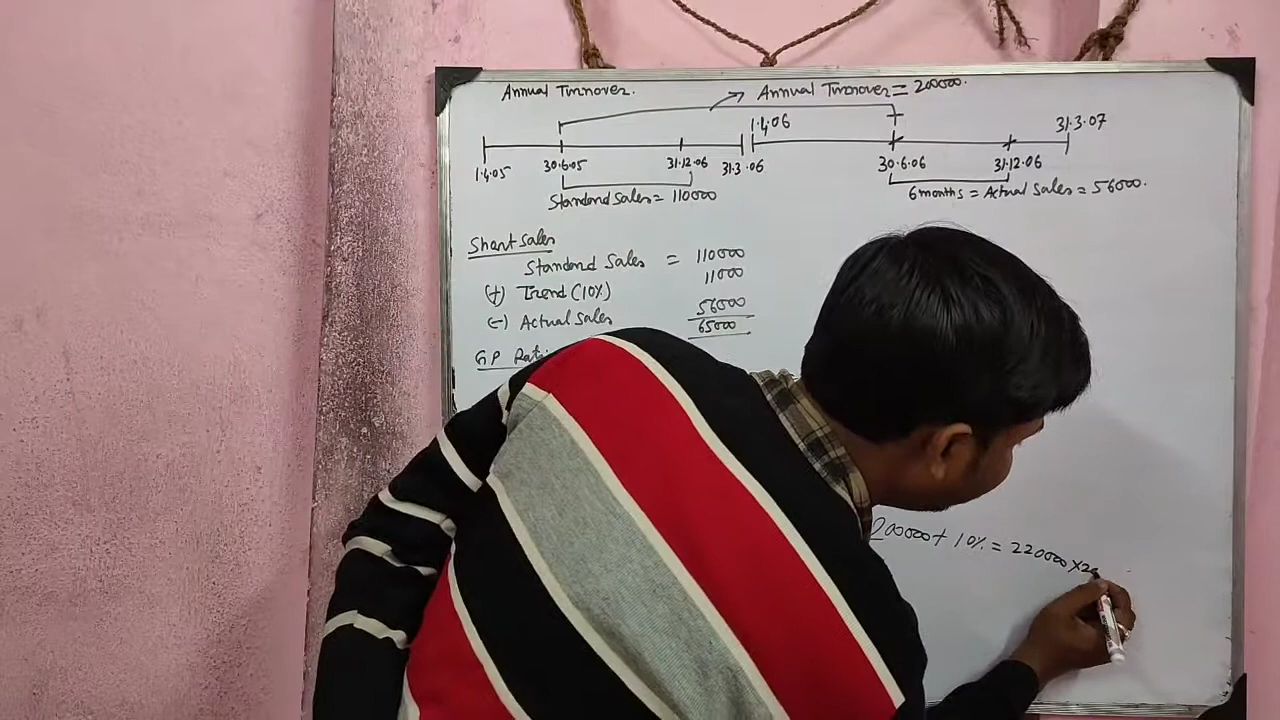 Annual Turnover.
Annual Turnover = 200000.
1.4.06
31.3.07
1.4.05
30.6.05
31.12.06
31.3.06
30.6.06
31.12.06
Standard Sales = 110000
6 months = Actual Sales = 56000.
Short Sales
Standard Sales = 110000
(+) Trend (10%) 11000
(-) Actual Sales 56000
65000
GP
200000 + 10% = 220000 ×